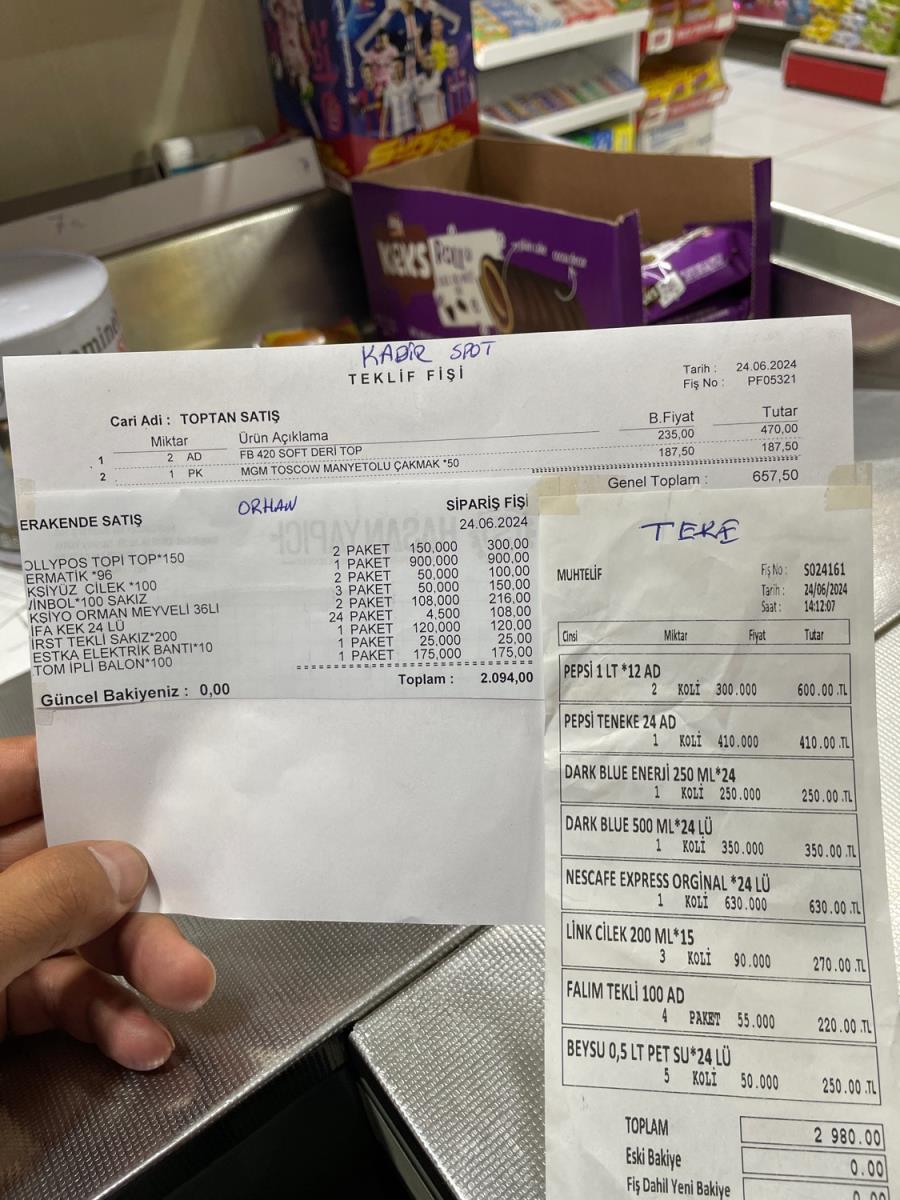 KEKS
KADİR SPOT
TEKLİF FİŞİ
Tarih : 24.06.2024
Fiş No : PF05321
Cari Adi : TOPTAN SATIŞ
Miktar Ürün Açıklama B.Fiyat Tutar
1 2 AD FB 420 SOFT DERİ TOP 235,00 470,00
2 1 PK MGM TOSCOW MANYETOLU ÇAKMAK *50 187,50 187,50
Genel Toplam : 657,50
ORHAN
ERAKENDE SATIŞ SİPARİŞ FİŞİ
24.06.2024
OLLYPOS TOPİ TOP*150 2 PAKET 150,000 300,00
ERMATİK *96 1 PAKET 900,000 900,00
KSİYÜZ ÇİLEK *100 2 PAKET 50,000 100,00
VİNBOL*100 SAKIZ 3 PAKET 50,000 150,00
KSİYO ORMAN MEYVELİ 36LI 2 PAKET 108,000 216,00
İFA KEK 24 LÜ 24 PAKET 4,500 108,00
IRST TEKLİ SAKIZ*200 1 PAKET 120,000 120,00
ESTKA ELEKTRİK BANTI*10 1 PAKET 25,000 25,00
TOM İPLİ BALON*100 1 PAKET 175,000 175,00
Toplam : 2.094,00
Güncel Bakiyeniz : 0,00
TERE
MUHTELİF
Fiş No : S024161
Tarih : 24/06/2024
Saat : 14:12:07
Cinsi Miktar Fiyat Tutar
PEPSİ 1 LT *12 AD
2 KOLİ 300.000 600.00.TL
PEPSİ TENEKE 24 AD
1 KOLİ 410.000 410.00.TL
DARK BLUE ENERJİ 250 ML*24
1 KOLİ 250.000 250.00.TL
DARK BLUE 500 ML*24 LÜ
1 KOLİ 350.000 350.00.TL
NESCAFE EXPRESS ORGİNAL *24 LÜ
1 KOLİ 630.000 630.00.TL
LİNK CİLEK 200 ML*15
3 KOLİ 90.000 270.00.TL
FALIM TEKLİ 100 AD
4 PAKET 55.000 220.00.TL
BEYSU 0,5 LT PET SU*24 LÜ
5 KOLİ 50.000 250.00.TL
TOPLAM 2 980.00
Eski Bakiye 0.00
Fiş Dahil Yeni Bakiye 0.00